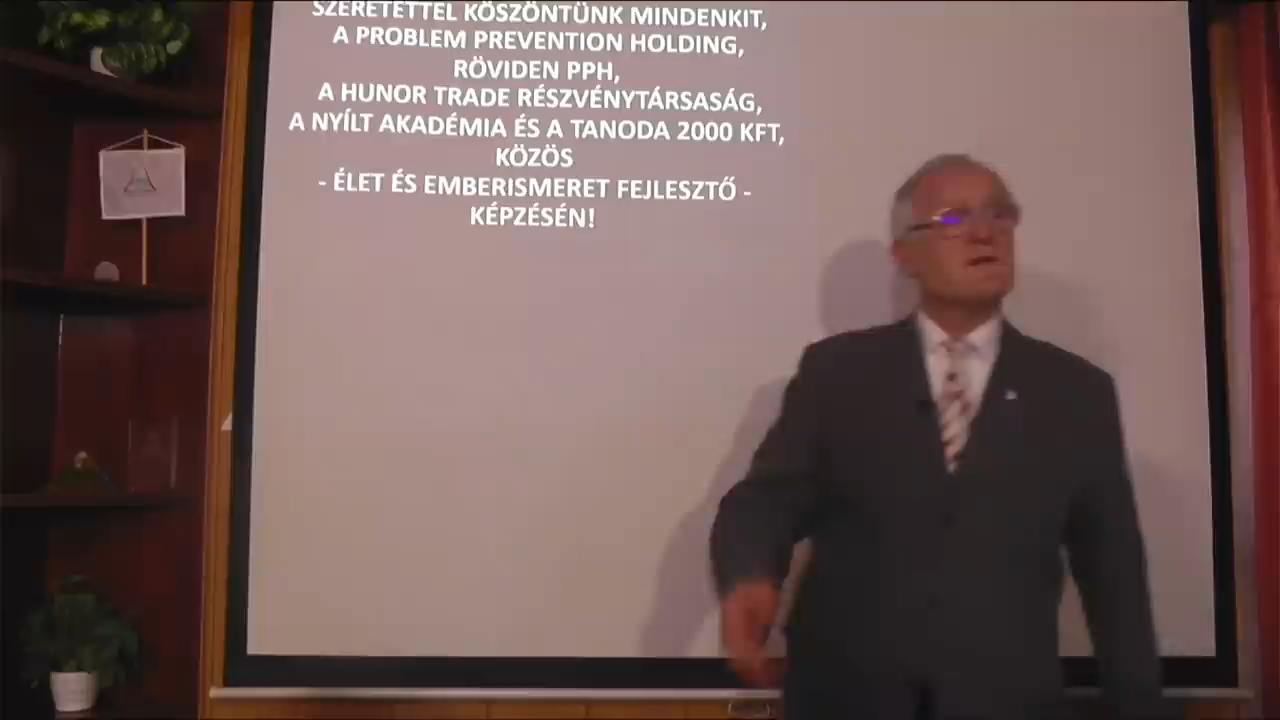 SZERETETTEL KÖSZÖNTÜNK MINDENKIT,
A PROBLEM PREVENTION HOLDING,
RÖVIDEN PPH,
A HUNOR TRADE RÉSZVÉNYTÁRSASÁG,
A NYÍLT AKADÉMIA ÉS A TANODA 2000 KFT,
KÖZÖS
- ÉLET ÉS EMBERISMERET FEJLESZTŐ -
KÉPZÉSÉN!